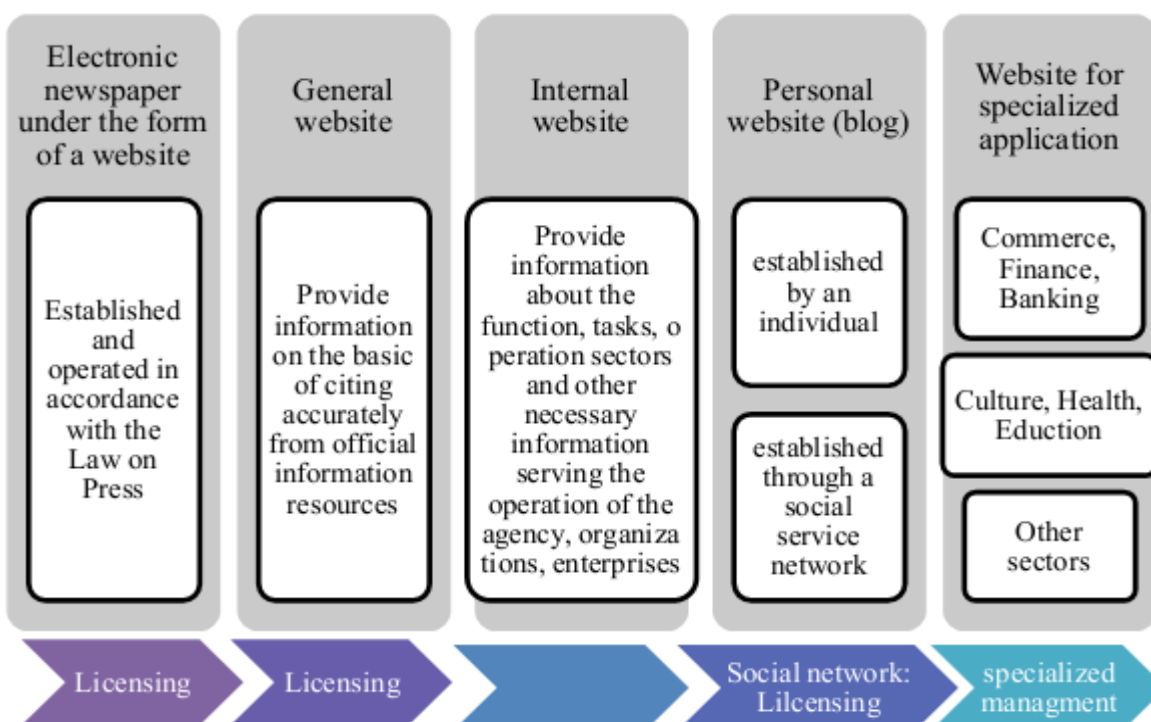 Electronic
newspaper
under the form
of a website
Established
and
operated in
accordance
with the
Law on
Press
General
website
Provide
information
on the basic
of citing
accurately
from official
information
resources
Internal
website
Provide
information
about the
function, tasks, o
peration sectors
and other
necessary
information
serving the
operation of the
agency, organiza
tions, enterprises
Personal
website (blog)
established
by an
individual
established
through a
social
service
network
Website for
specialized
application
Commerce,
Finance,
Banking
Culture, Health,
Eduction
Other
sectors
Licensing
Licensing
Social network:
Lilcensing
specialized
managment